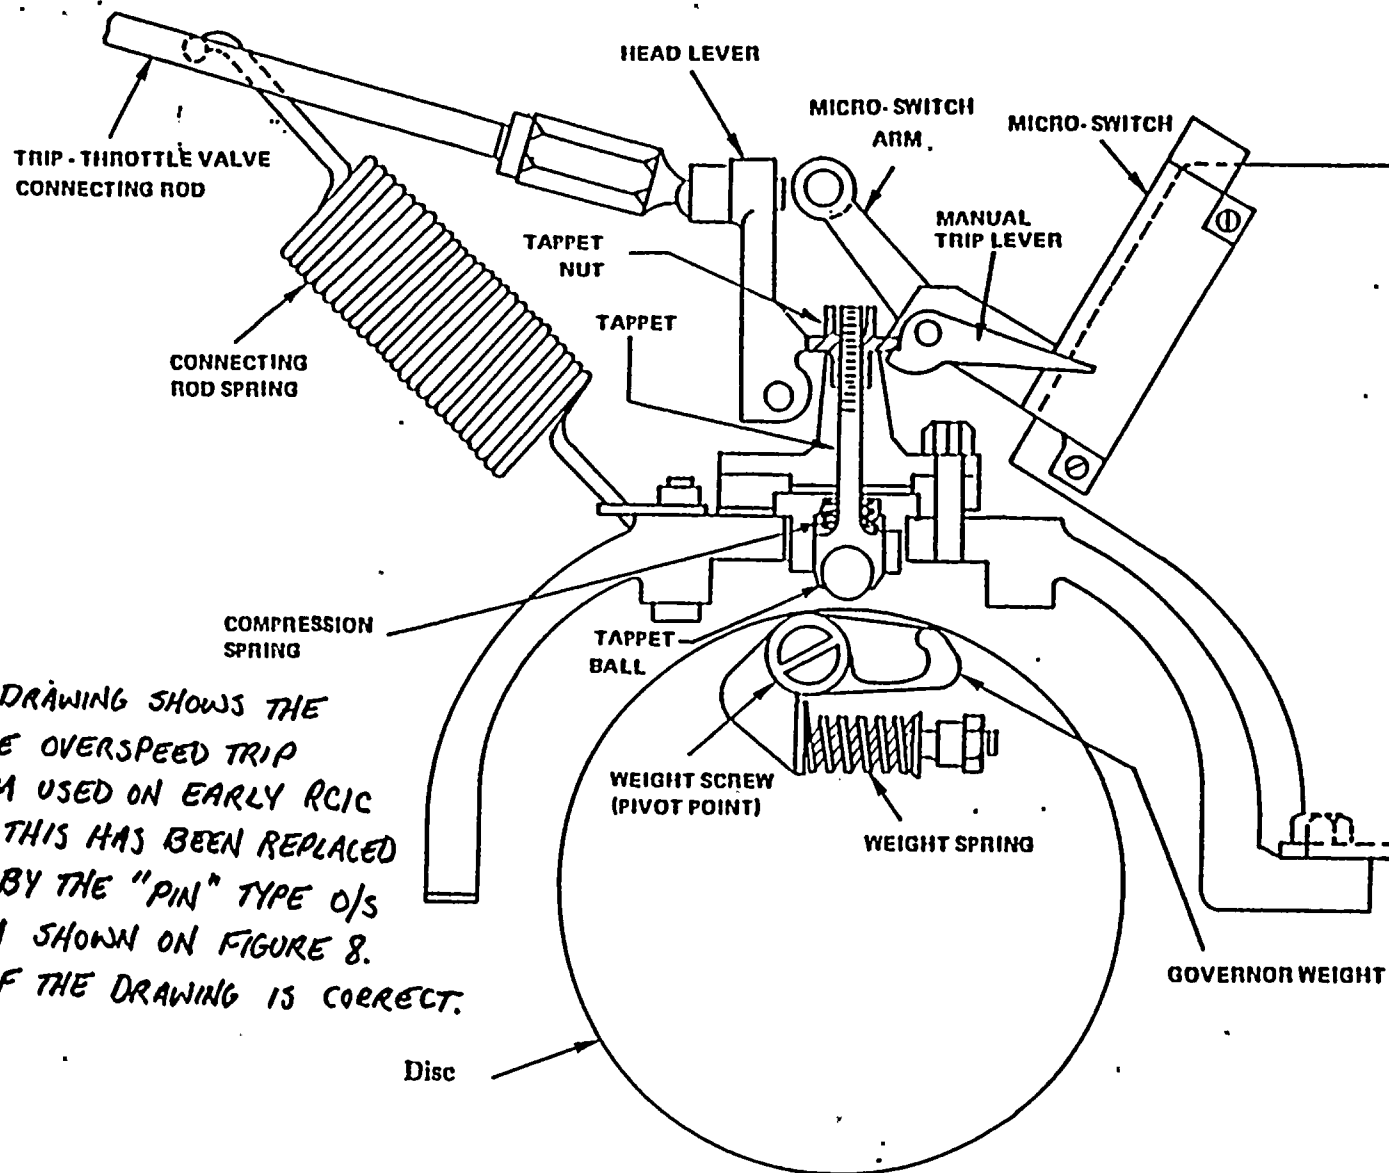 HEAD LEVER
MICRO-SWITCH
ARM.
MICRO-SWITCH
TRIP-THROTTLE VALVE
CONNECTING ROD
MANUAL
TRIP LEVER
TAPPET
NUT
TAPPET
CONNECTING
ROD SPRING
COMPRESSION
SPRING
TAPPET
BALL
DRAWING SHOWS THE
E OVERSPEED TRIP
M USED ON EARLY RCIC
THIS HAS BEEN REPLACED
BY THE "PIN" TYPE O/S
M SHOWN ON FIGURE 8.
F THE DRAWING IS CORRECT.
WEIGHT SCREW
(PIVOT POINT)
WEIGHT SPRING
GOVERNOR WEIGHT
Disc